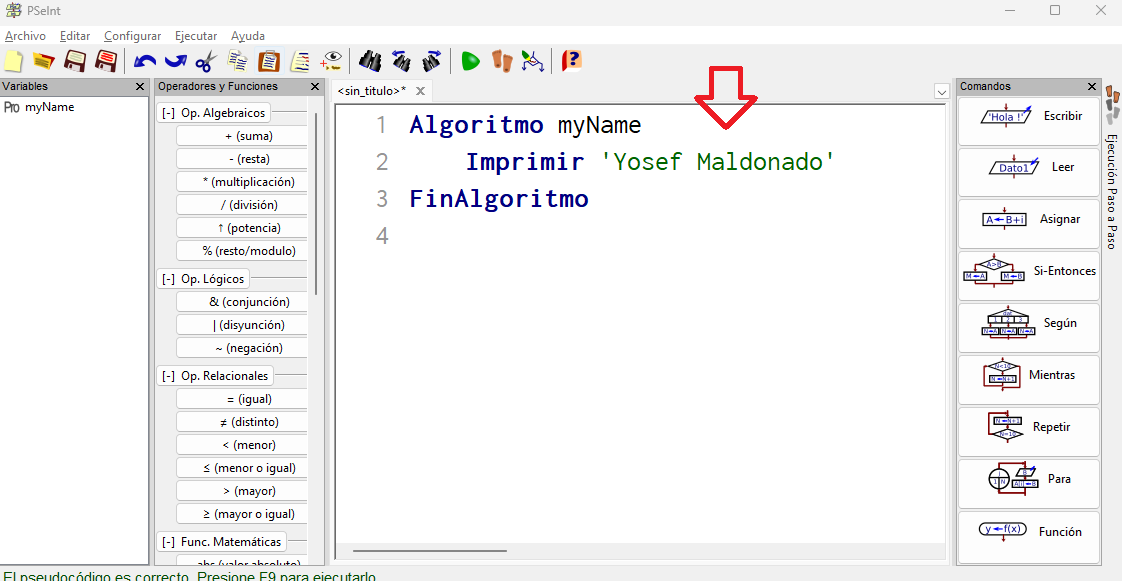 PSeInt
Archivo Editar Configurar Ejecutar Ayuda
Variables
Pro myName
Operadores y Funciones
[-] Op. Algebraicos
+ (suma)
- (resta)
* (multiplicación)
/ (división)
↑ (potencia)
% (resto/modulo)
[-] Op. Lógicos
& (conjunción)
| (disyunción)
~ (negación)
[-] Op. Relacionales
= (igual)
≠ (distinto)
< (menor)
≤ (menor o igual)
> (mayor)
≥ (mayor o igual)
[-] Func. Matemáticas
abs (valor absoluto)
<sin_titulo>*
1 Algoritmo myName
2 Imprimir 'Yosef Maldonado'
3 FinAlgoritmo
4
Comandos
'Hola !' Escribir
Dato1 Leer
A←B+i Asignar
A>B M←A M←B Si-Entonces
Según
Mientras
Repetir
Para
y←f(x) Función
Ejecución Paso a Paso
El pseudocódigo es correcto. Presione F9 para ejecutarlo.